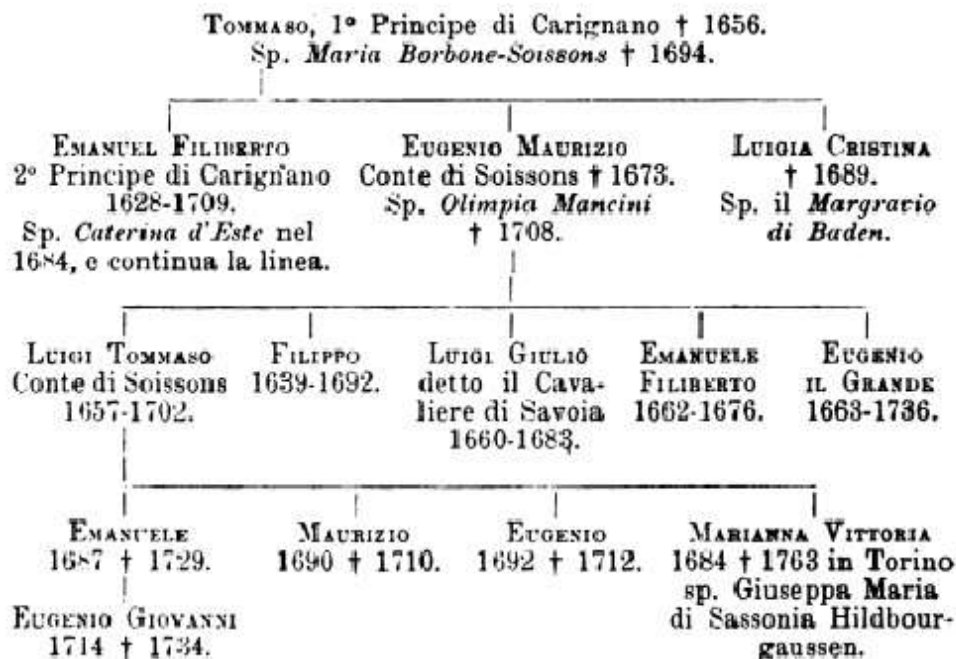 TOMMASO, 1º Principe di Carignano † 1656.
Sp. Maria Borbone-Soissons † 1694.
EMANUEL FILIBERTO
2º Principe di Carignano
1628-1709.
Sp. Caterina d'Este nel
1684, e continua la linea.
EUGENIO MAURIZIO
Conte di Soissons † 1673.
Sp. Olimpia Mancini
† 1708.
LUIGIA CRISTINA
† 1689.
Sp. il Margravio
di Baden.
LUIGI TOMMASO
Conte di Soissons
1657-1702.
FILIPPO
1639-1692.
LUIGI GIULIO
detto il Cava-
liere di Savoia
1660-1683.
EMANUELE
FILIBERTO
1662-1676.
EUGENIO
IL GRANDE
1663-1736.
EMANUELE
1687 † 1729.
MAURIZIO
1690 † 1710.
EUGENIO
1692 † 1712.
MARIANNA VITTORIA
1684 † 1763 in Torino
sp. Giuseppa Maria
di Sassonia Hildbour-
gaussen.
EUGENIO GIOVANNI
1714 † 1734.